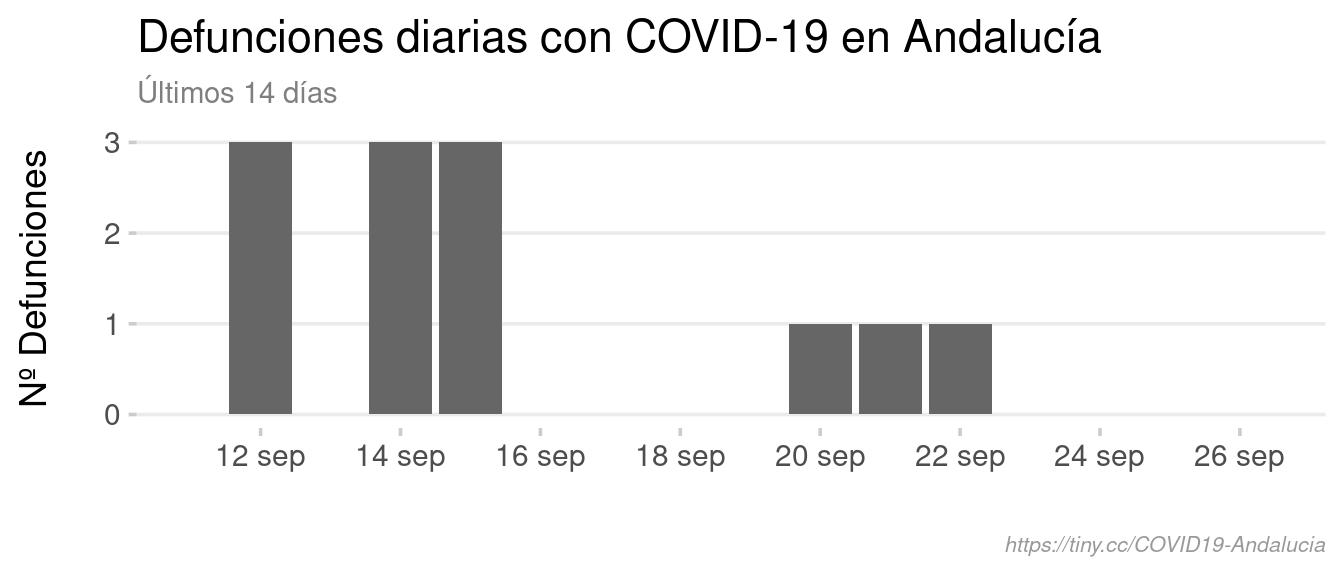 Defunciones diarias con COVID-19 en Andalucía
Últimos 14 días
Nº Defunciones
3
2
1
0
12 sep 14 sep 16 sep 18 sep 20 sep 22 sep 24 sep 26 sep
https://tiny.cc/COVID19-Andalucia